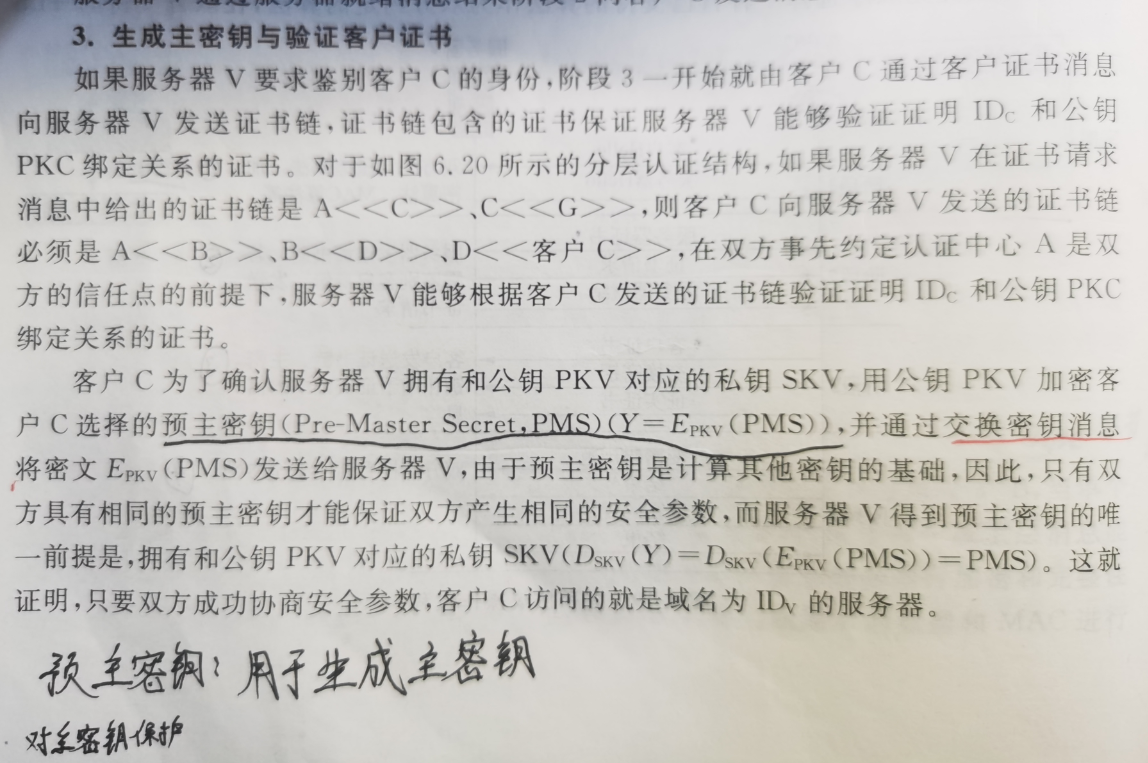 3. 生成主密钥与验证客户证书
如果服务器 V 要求鉴别客户 C 的身份,阶段 3 一开始就由客户 C 通过客户证书消息
向服务器 V 发送证书链,证书链包含的证书保证服务器 V 能够验证证明 IDC 和公钥
PKC 绑定关系的证书。对于如图 6.20 所示的分层认证结构,如果服务器 V 在证书请求
消息中给出的证书链是 A<<C>>、C<<G>>,则客户 C 向服务器 V 发送的证书链
必须是 A<<B>>、B<<D>>、D<<客户 C>>,在双方事先约定认证中心 A 是双
方的信任点的前提下,服务器 V 能够根据客户 C 发送的证书链验证证明 IDC 和公钥 PKC
绑定关系的证书。
客户 C 为了确认服务器 V 拥有和公钥 PKV 对应的私钥 SKV,用公钥 PKV 加密客
户 C 选择的预主密钥(Pre-Master Secret,PMS)(Y=EPKV(PMS)),并通过交换密钥消息
将密文 EPKV(PMS)发送给服务器 V,由于预主密钥是计算其他密钥的基础,因此,只有双
方具有相同的预主密钥才能保证双方产生相同的安全参数,而服务器 V 得到预主密钥的唯
一前提是,拥有和公钥 PKV 对应的私钥 SKV(DSKV(Y)=DSKV(EPKV(PMS))=PMS)。这就
证明,只要双方成功协商安全参数,客户 C 访问的就是域名为 IDV 的服务器。
预主密钥:用于生成主密钥
对主密钥保护